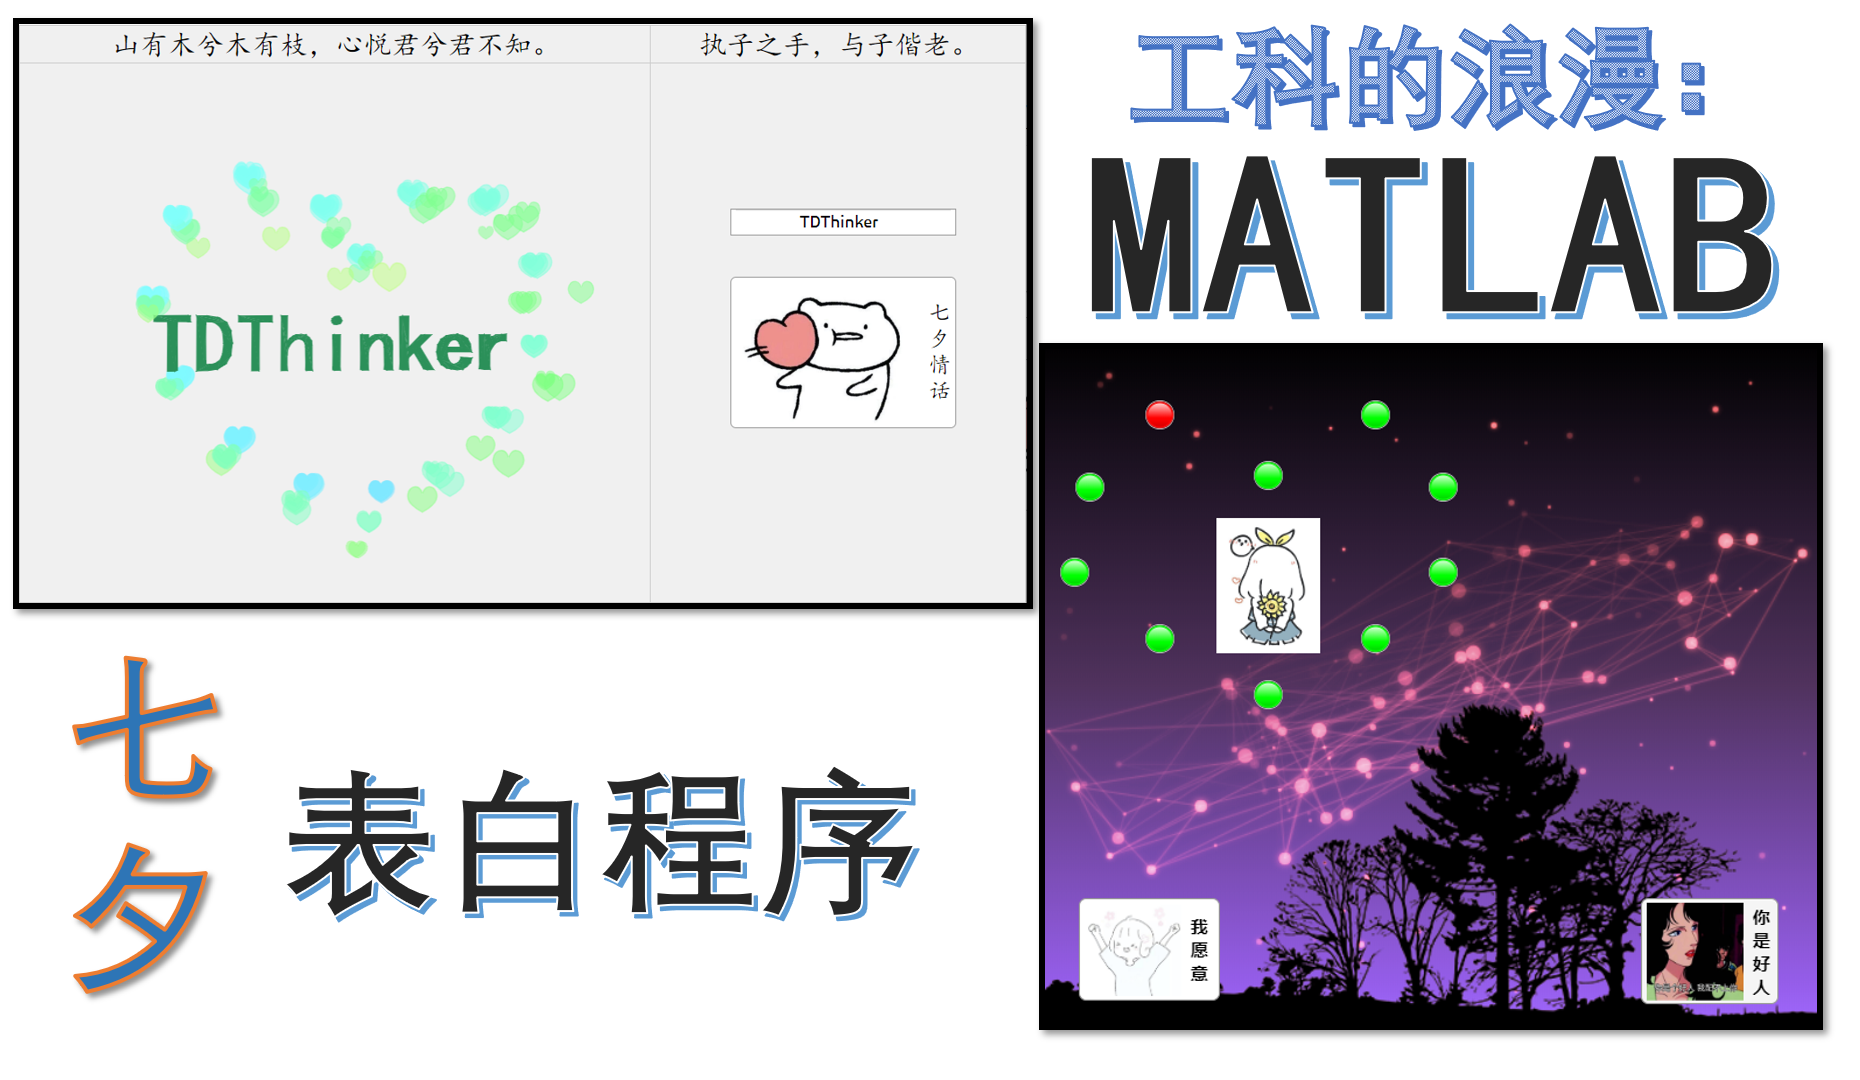 山有木兮木有枝，心悦君兮君不知。
执子之手，与子偕老。
TDThinker
TDThinker
七夕情话
工科的浪漫：
MATLAB
七夕
表白程序
我愿意
你是好人